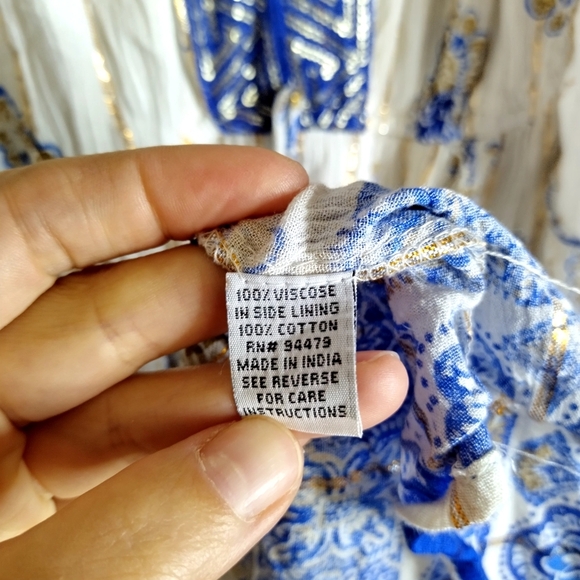 100% VISCOSE
IN SIDE LINING
100% COTTON
RN# 94479
MADE IN INDIA
SEE REVERSE
FOR CARE
INSTRUCTIONS